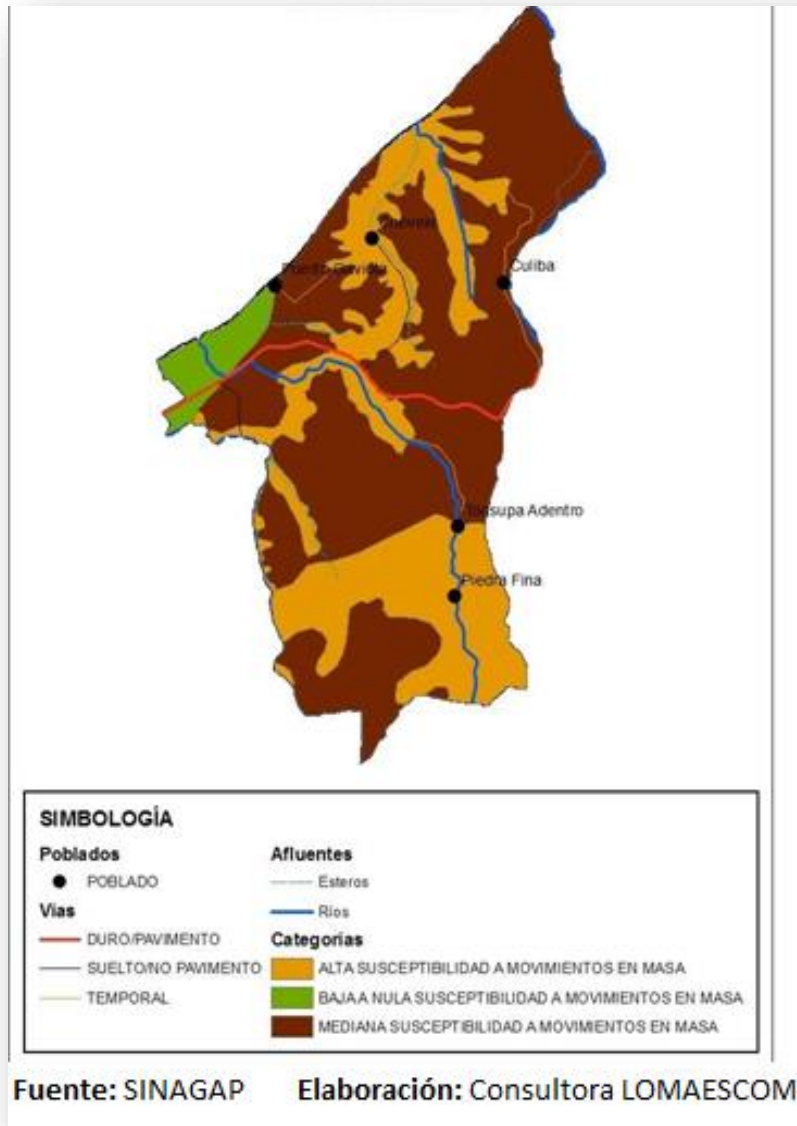 Culiba
Adentro
Piedra Fina
SIMBOLOGÍA
Poblados
POBLADO
Vias
DURO/PAVIMENTO
SUELTO/NO PAVIMENTO
TEMPORAL
Afluentes
Esteros
Ríos
Categorías
ALTA SUSCEPTIBILIDAD A MOVIMIENTOS EN MASA
BAJA A NULA SUSCEPTIBILIDAD A MOVIMIENTOS EN MASA
MEDIANA SUSCEPTIBILIDAD A MOVIMIENTOS EN MASA
Fuente: SINAGAP Elaboración: Consultora LOMAESCOM